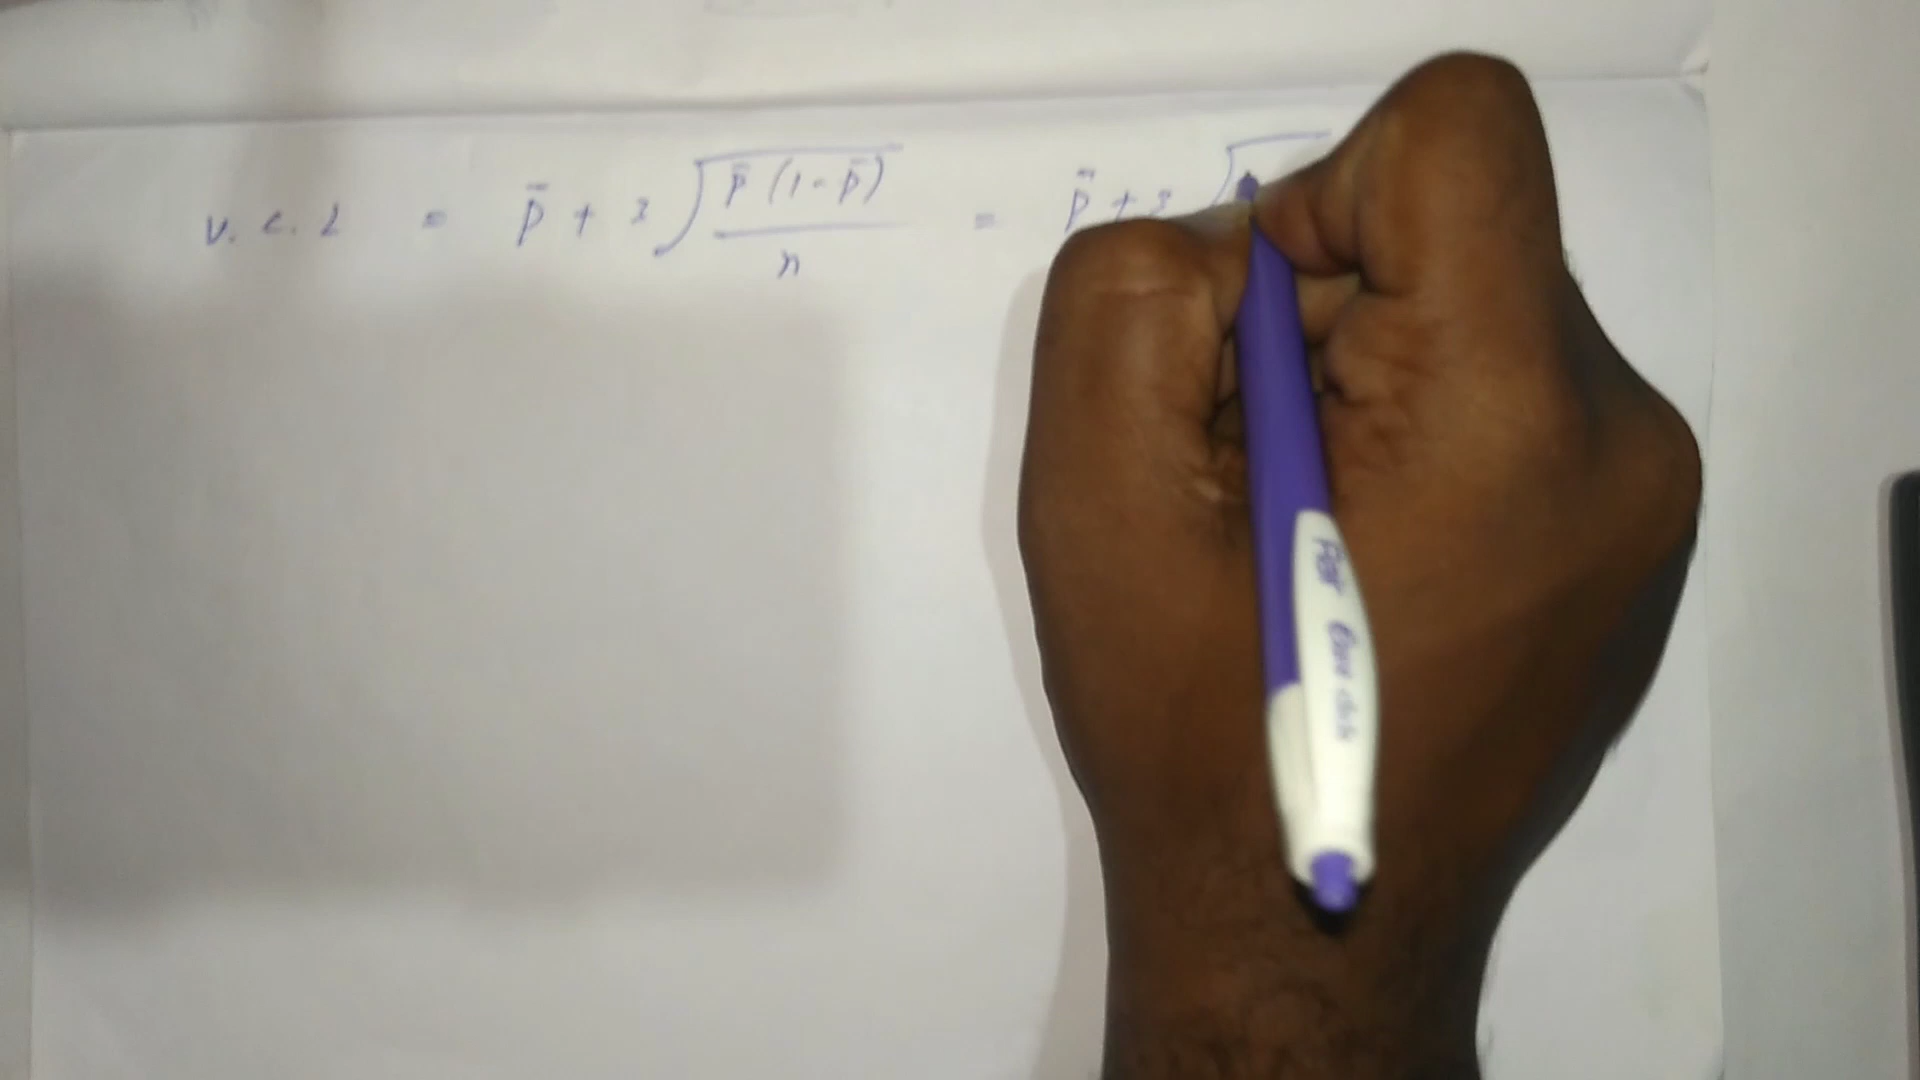 U.C.L = p̄ + 3 √ p̄ (1 - p̄) / n = p̄ + 3 √